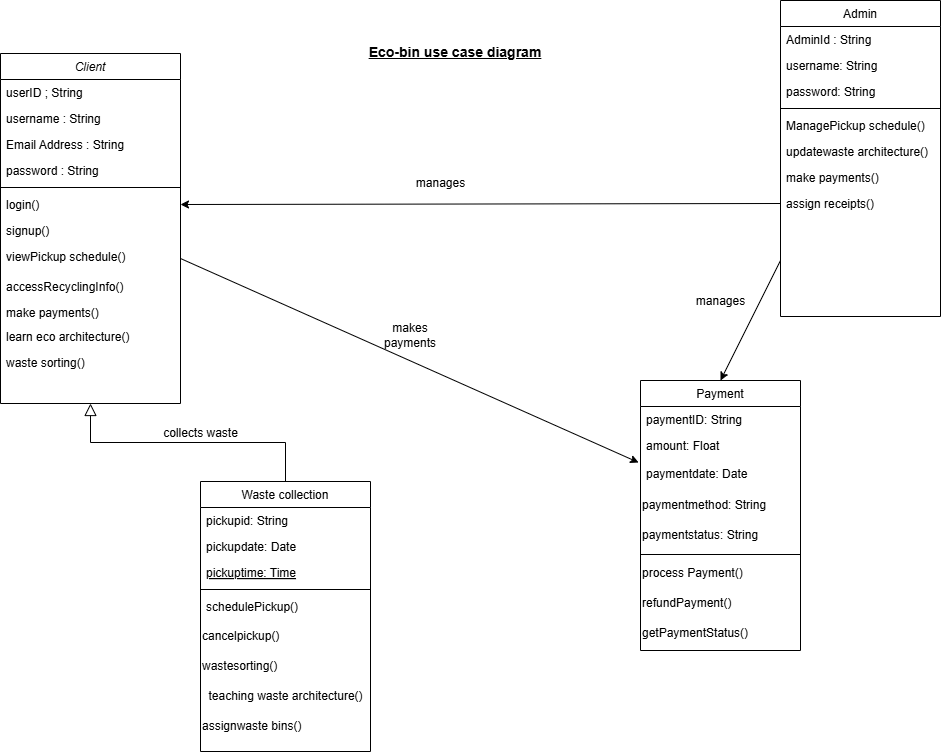 Eco-bin use case diagram
Client
userID ; String
username : String
Email Address : String
password : String
login()
signup()
viewPickup schedule()
accessRecyclingInfo()
make payments()
learn eco architecture()
waste sorting()
Admin
AdminId : String
username: String
password: String
ManagePickup schedule()
updatewaste architecture()
make payments()
assign receipts()
manages
manages
makes
payments
collects waste
Waste collection
pickupid: String
pickupdate: Date
pickuptime: Time
schedulePickup()
cancelpickup()
wastesorting()
teaching waste architecture()
assignwaste bins()
Payment
paymentID: String
amount: Float
paymentdate: Date
paymentmethod: String
paymentstatus: String
process Payment()
refundPayment()
getPaymentStatus()